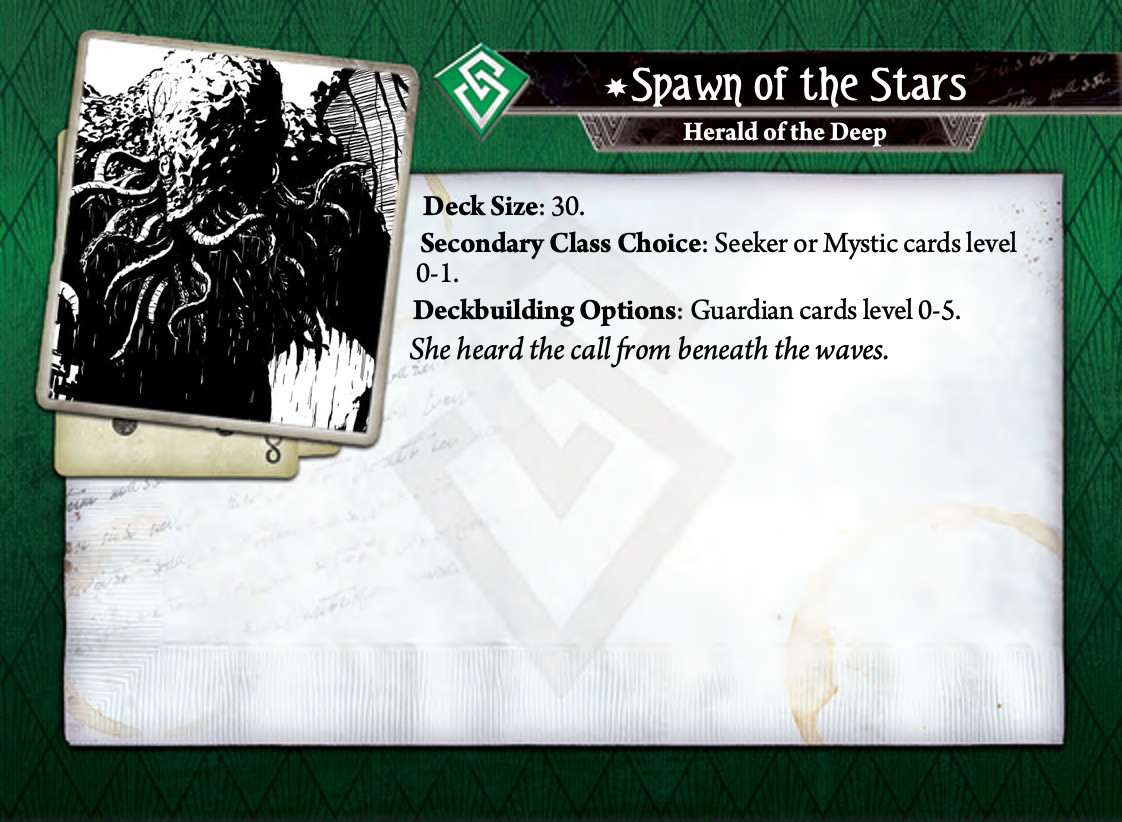 Spawn of the Stars
Herald of the Deep
Deck Size: 30.
Secondary Class Choice: Seeker or Mystic cards level
0-1.
Deckbuilding Options: Guardian cards level 0-5.
She heard the call from beneath the waves.
8